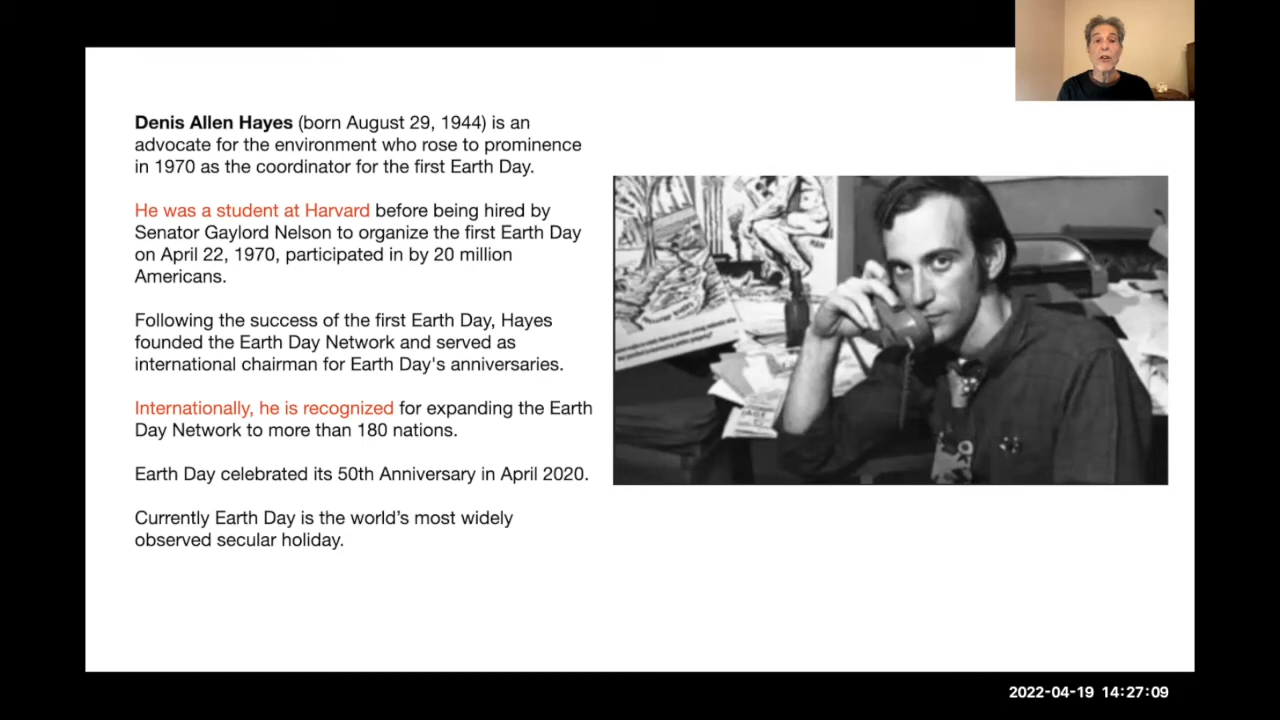 Denis Allen Hayes (born August 29, 1944) is an
advocate for the environment who rose to prominence
in 1970 as the coordinator for the first Earth Day.
He was a student at Harvard before being hired by
Senator Gaylord Nelson to organize the first Earth Day
on April 22, 1970, participated in by 20 million
Americans.
Following the success of the first Earth Day, Hayes
founded the Earth Day Network and served as
international chairman for Earth Day's anniversaries.
Internationally, he is recognized for expanding the Earth
Day Network to more than 180 nations.
Earth Day celebrated its 50th Anniversary in April 2020.
Currently Earth Day is the world’s most widely
observed secular holiday.
MAN
2022-04-19 14:27:09